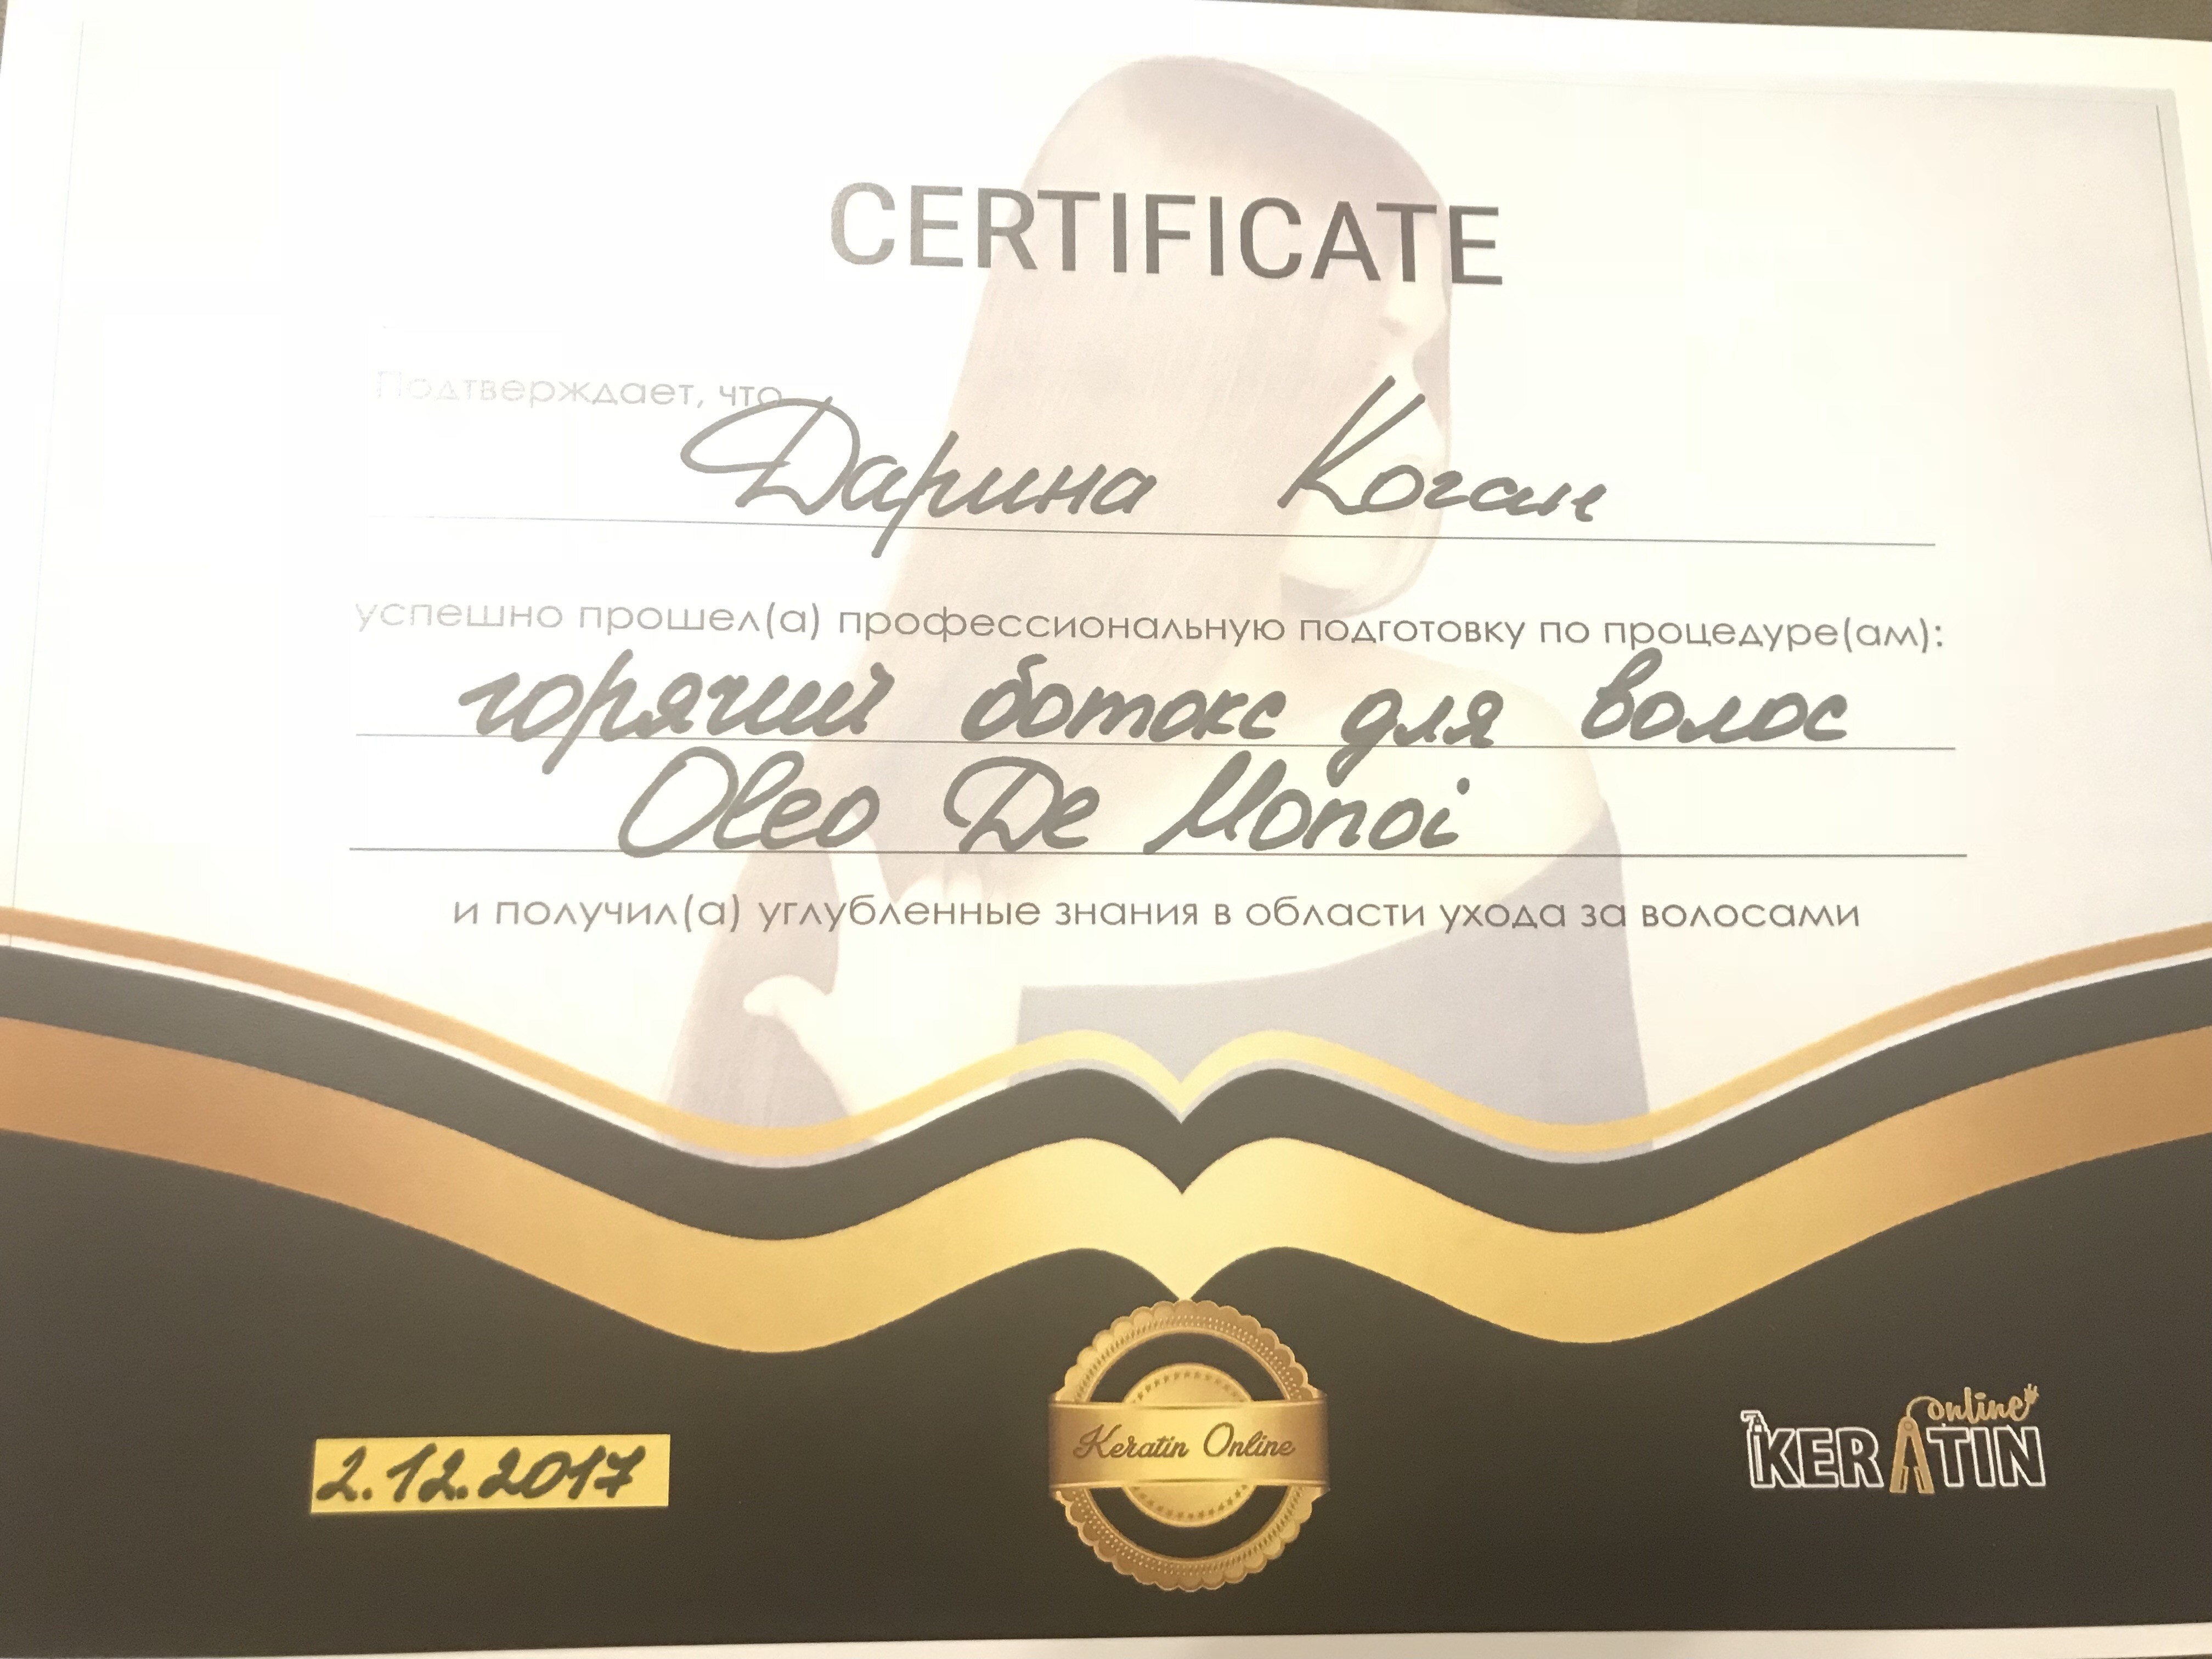 CERTIFICATE
Подтверждает, что
Дарина Коган
успешно прошел(а) профессиональную подготовку по процедуре(ам):
горячий ботокс для волос
Oleo De Monoi
и получил(а) углубленные знания в области ухода за волосами
2.12.2017
Keratin Online
online
KERATIN